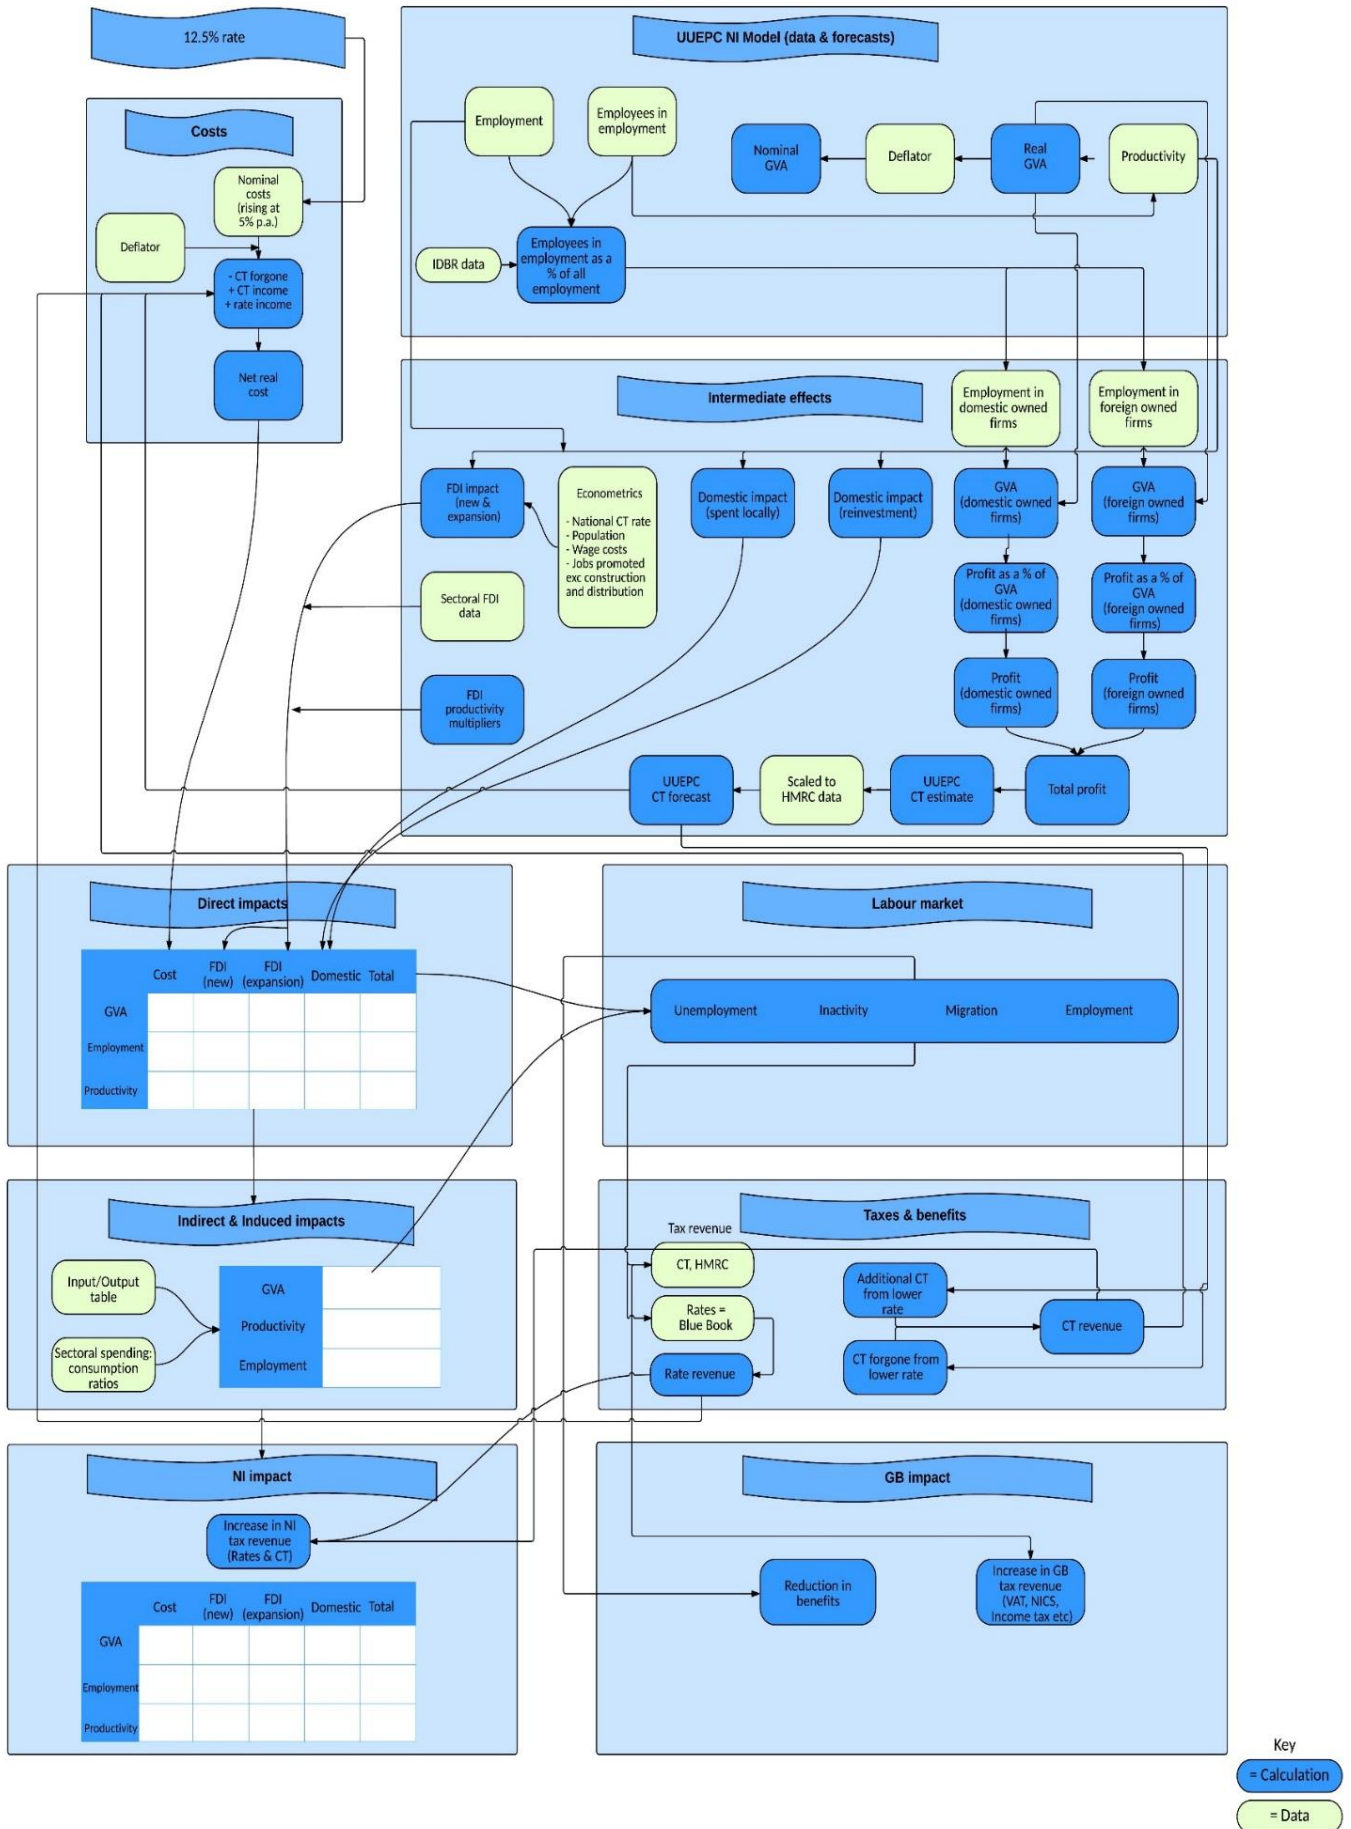 12.5% rate
Costs
Nominal
costs
(rising at
5% p.a.)
Deflator
- CT forgone
+ CT income
+ rate income
Net real
cost
UUEPC NI Model (data & forecasts)
Employment
Employees in
employment
Nominal
GVA
Deflator
Real
GVA
Productivity
IDBR data
Employees in
employment as a
% of all
employment
Intermediate effects
Employment in
domestic owned
firms
Employment in
foreign owned
firms
FDI impact
(new &
expansion)
Econometrics
- National CT rate
- Population
- Wage costs
- Jobs promoted
exc construction
and distribution
Domestic impact
(spent locally)
Domestic impact
(reinvestment)
GVA
(domestic owned
firms)
GVA
(foreign owned
firms)
Sectoral FDI
data
Profit as a % of
GVA
(domestic owned
firms)
Profit as a % of
GVA
(foreign owned
firms)
FDI
productivity
multipliers
Profit
(domestic owned
firms)
Profit
(foreign owned
firms)
UUEPC
CT forecast
Scaled to
HMRC data
UUEPC
CT estimate
Total profit
Direct impacts
Cost
FDI
(new)
FDI
(expansion)
Domestic
Total
GVA
Employment
Productivity
Labour market
Unemployment
Inactivity
Migration
Employment
Indirect & Induced impacts
Input/Output
table
Sectoral spending:
consumption
ratios
GVA
Productivity
Employment
Taxes & benefits
Tax revenue
CT, HMRC
Rates =
Blue Book
Rate revenue
Additional CT
from lower
rate
CT forgone from
lower rate
CT revenue
NI impact
Increase in NI
tax revenue
(Rates & CT)
Cost
FDI
(new)
FDI
(expansion)
Domestic
Total
GVA
Employment
Productivity
GB impact
Reduction in
benefits
Increase in GB
tax revenue
(VAT, NICS,
Income tax etc)
Key
= Calculation
= Data